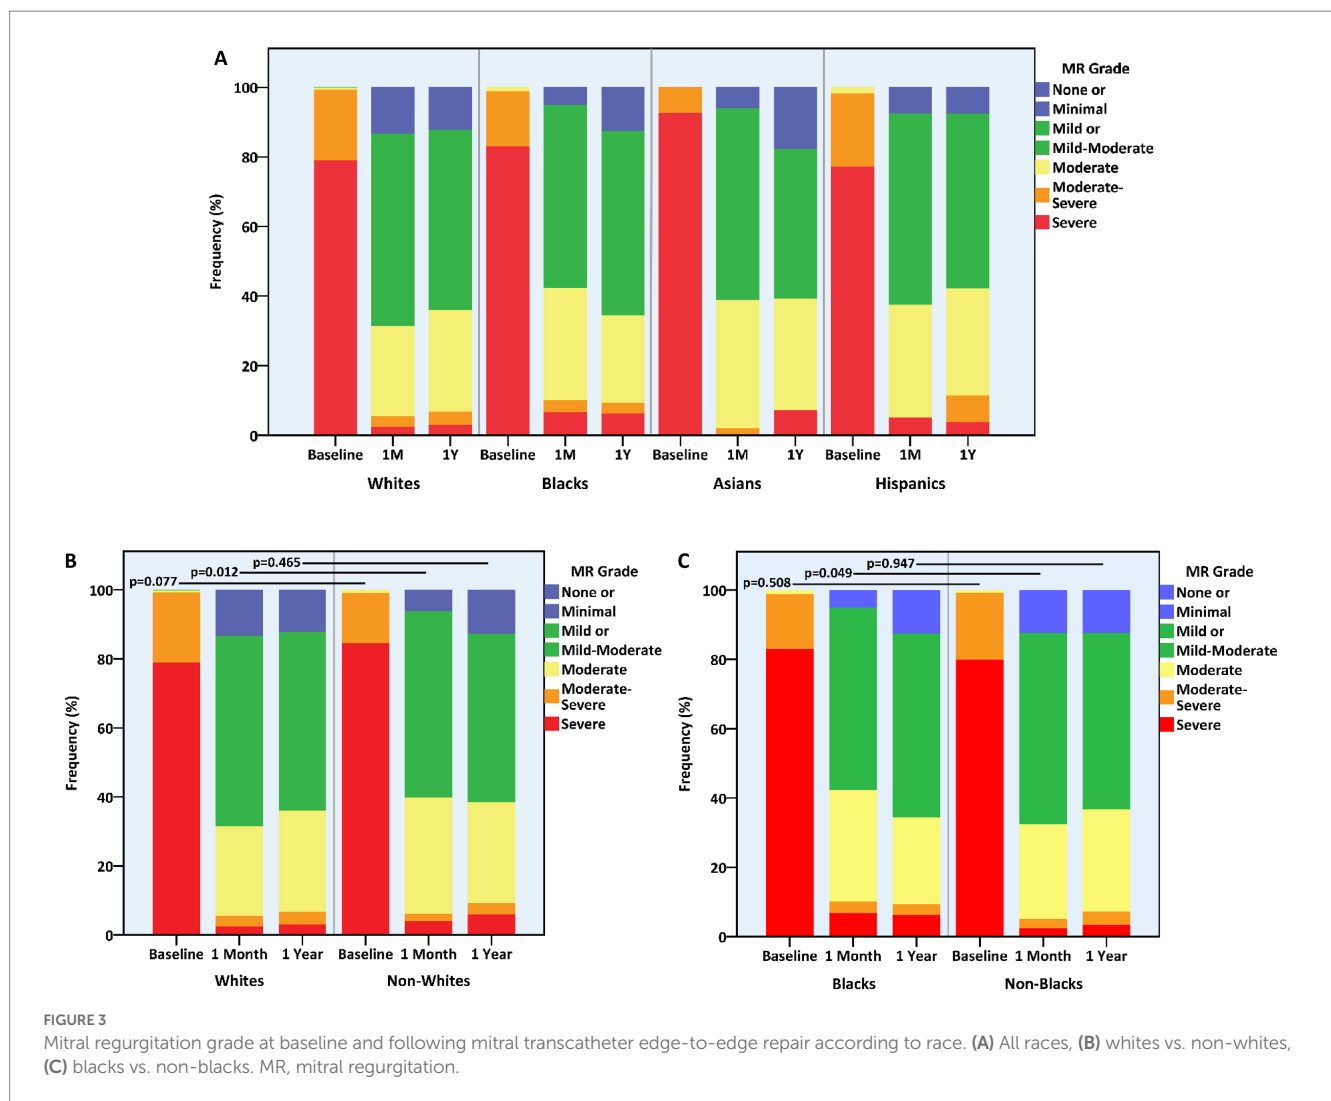 A
MR Grade
None or
Minimal
Mild or
Mild-Moderate
Moderate
Moderate-
Severe
Severe
Frequency (%)
100
80
60
40
20
0
Baseline 1M 1Y Baseline 1M 1Y Baseline 1M 1Y Baseline 1M 1Y
Whites Blacks Asians Hispanics
B
p=0.465
p=0.012
p=0.077
MR Grade
None or
Minimal
Mild or
Mild-Moderate
Moderate
Moderate-
Severe
Severe
Frequency (%)
100
80
60
40
20
0
Baseline 1 Month 1 Year Baseline 1 Month 1 Year
Whites Non-Whites
C
p=0.947
p=0.049
p=0.508
MR Grade
None or
Minimal
Mild or
Mild-Moderate
Moderate
Moderate-
Severe
Severe
Frequency (%)
100
80
60
40
20
0
Baseline 1 Month 1 Year Baseline 1 Month 1 Year
Blacks Non-Blacks
FIGURE 3
Mitral regurgitation grade at baseline and following mitral transcatheter edge-to-edge repair according to race. (A) All races, (B) whites vs. non-whites,
(C) blacks vs. non-blacks. MR, mitral regurgitation.